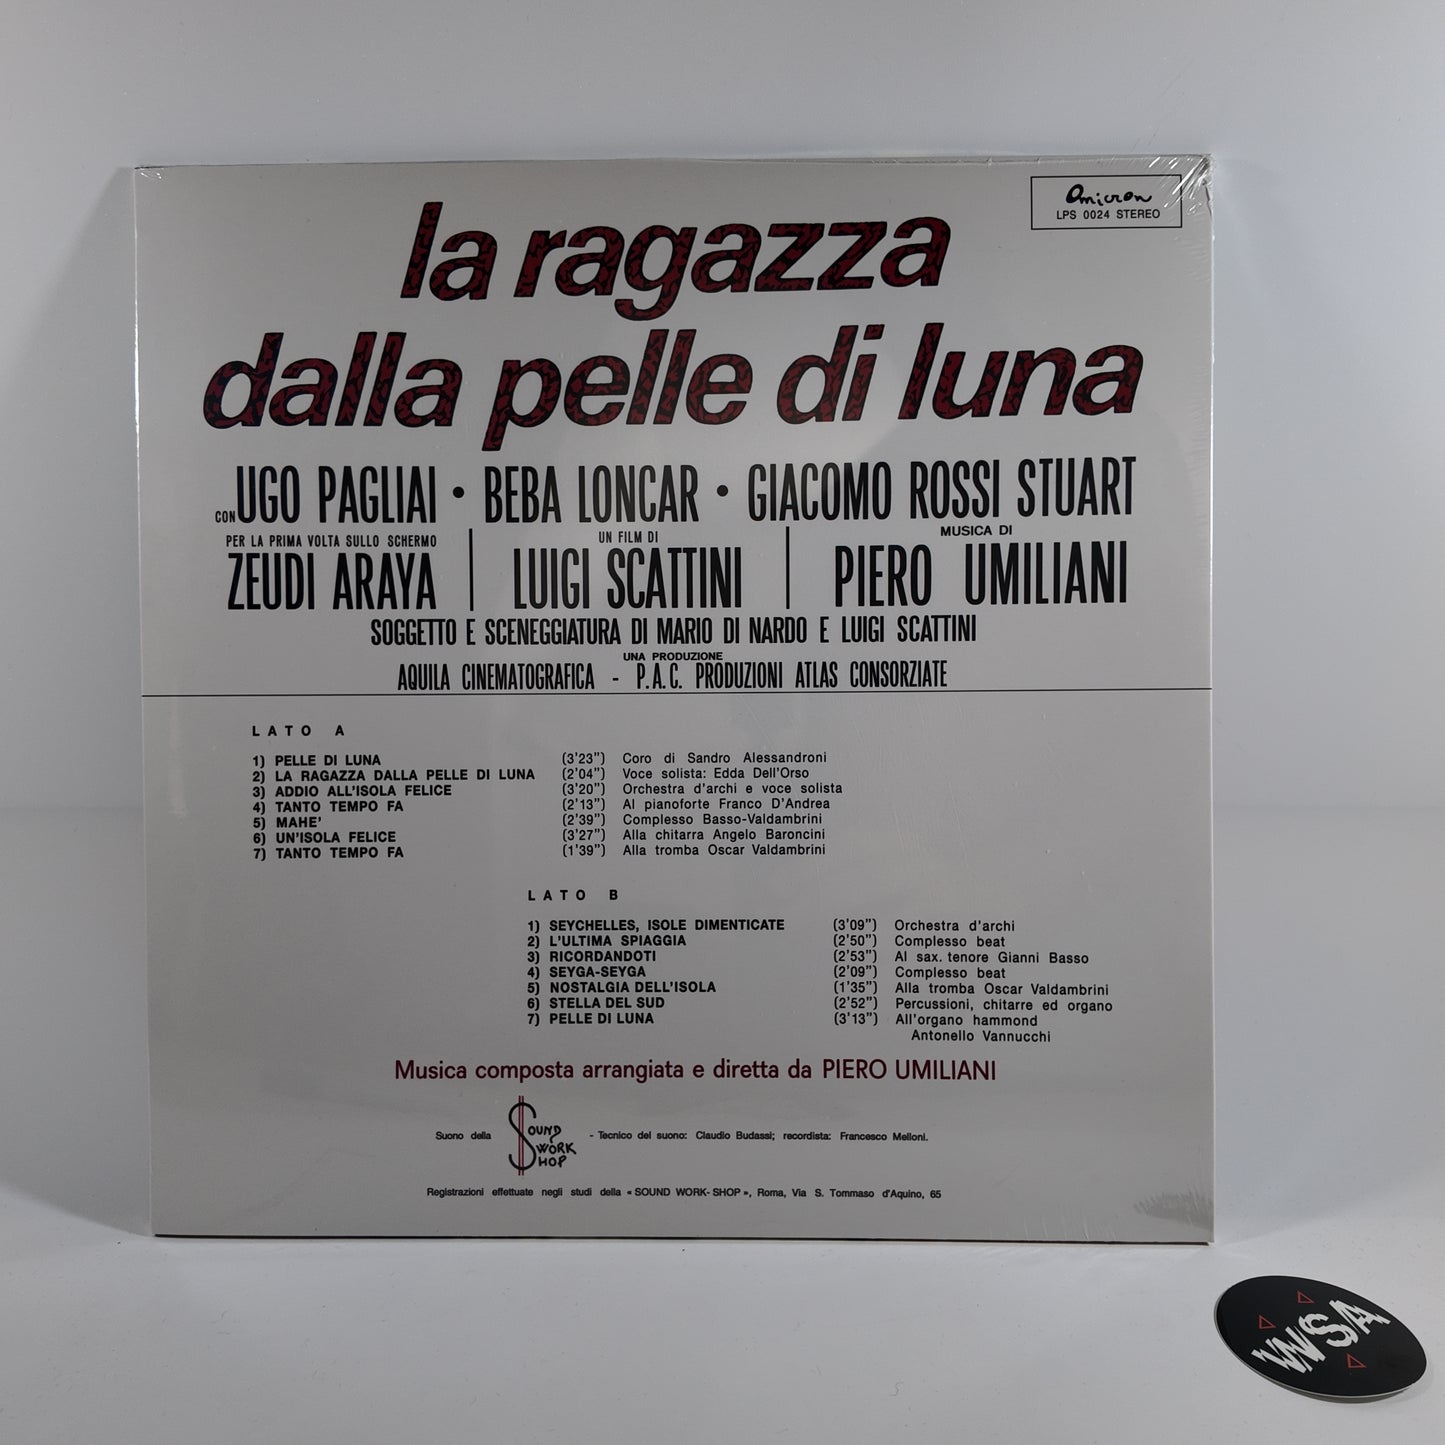 Omicron
LPS 0024 STEREO
la ragazza
dalla pelle di luna
CON UGO PAGLIAI • BEBA LONCAR • GIACOMO ROSSI STUART
PER LA PRIMA VOLTA SULLO SCHERMO
ZEUDI ARAYA
UN FILM DI
LUIGI SCATTINI
MUSICA DI
PIERO UMILIANI
SOGGETTO E SCENEGGIATURA DI MARIO DI NARDO E LUIGI SCATTINI
UNA PRODUZIONE
AQUILA CINEMATOGRAFICA - P.A.C. PRODUZIONI ATLAS CONSORZIATE
LATO A
1) PELLE DI LUNA (3'23") Coro di Sandro Alessandroni
2) LA RAGAZZA DALLA PELLE DI LUNA (2'04") Voce solista: Edda Dell'Orso
3) ADDIO ALL'ISOLA FELICE (3'20") Orchestra d'archi e voce solista
4) TANTO TEMPO FA (2'13") Al pianoforte Franco D'Andrea
5) MAHE' (2'39") Complesso Basso-Valdambrini
6) UN'ISOLA FELICE (3'27") Alla chitarra Angelo Baroncini
7) TANTO TEMPO FA (1'39") Alla tromba Oscar Valdambrini
LATO B
1) SEYCHELLES, ISOLE DIMENTICATE (3'09") Orchestra d'archi
2) L'ULTIMA SPIAGGIA (2'50") Complesso beat
3) RICORDANDOTI (2'53") Al sax. tenore Gianni Basso
4) SEYGA-SEYGA (2'09") Complesso beat
5) NOSTALGIA DELL'ISOLA (1'35") Alla tromba Oscar Valdambrini
6) STELLA DEL SUD (2'52") Percussioni, chitarre ed organo
7) PELLE DI LUNA (3'13") All'organo hammond
Antonello Vannucchi
Musica composta arrangiata e diretta da PIERO UMILIANI
Suono della SOUND WORK SHOP - Tecnico del suono: Claudio Budassi; recordista: Francesco Melloni.
Registrazioni effettuate negli studi della « SOUND WORK-SHOP », Roma, Via S. Tommaso d'Aquino, 65
WSA